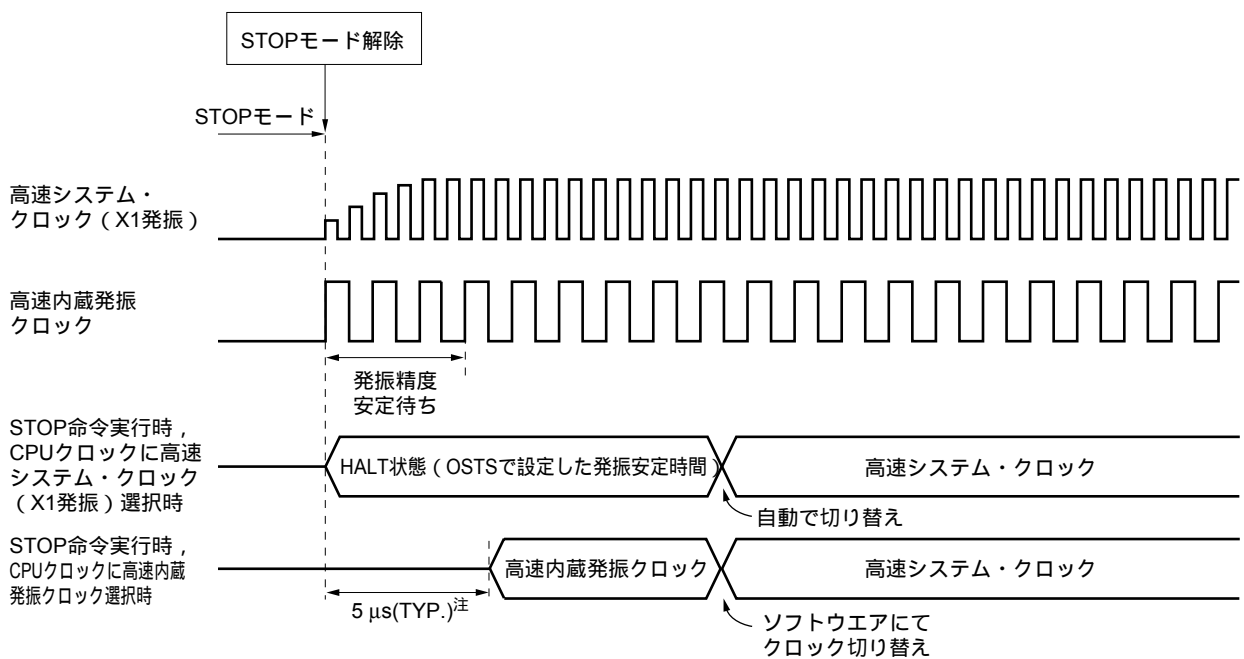 STOPモード解除
STOPモード
高速システム・
クロック（X1発振）
高速内蔵発振
クロック
発振精度
安定待ち
STOP命令実行時，
CPUクロックに高速
システム・クロック
（X1発振）選択時
HALT状態（OSTSで設定した発振安定時間）
高速システム・クロック
自動で切り替え
STOP命令実行時，
CPUクロックに高速内蔵
発振クロック選択時
高速内蔵発振クロック
高速システム・クロック
5 μs(TYP.)注
ソフトウエアにて
クロック切り替え